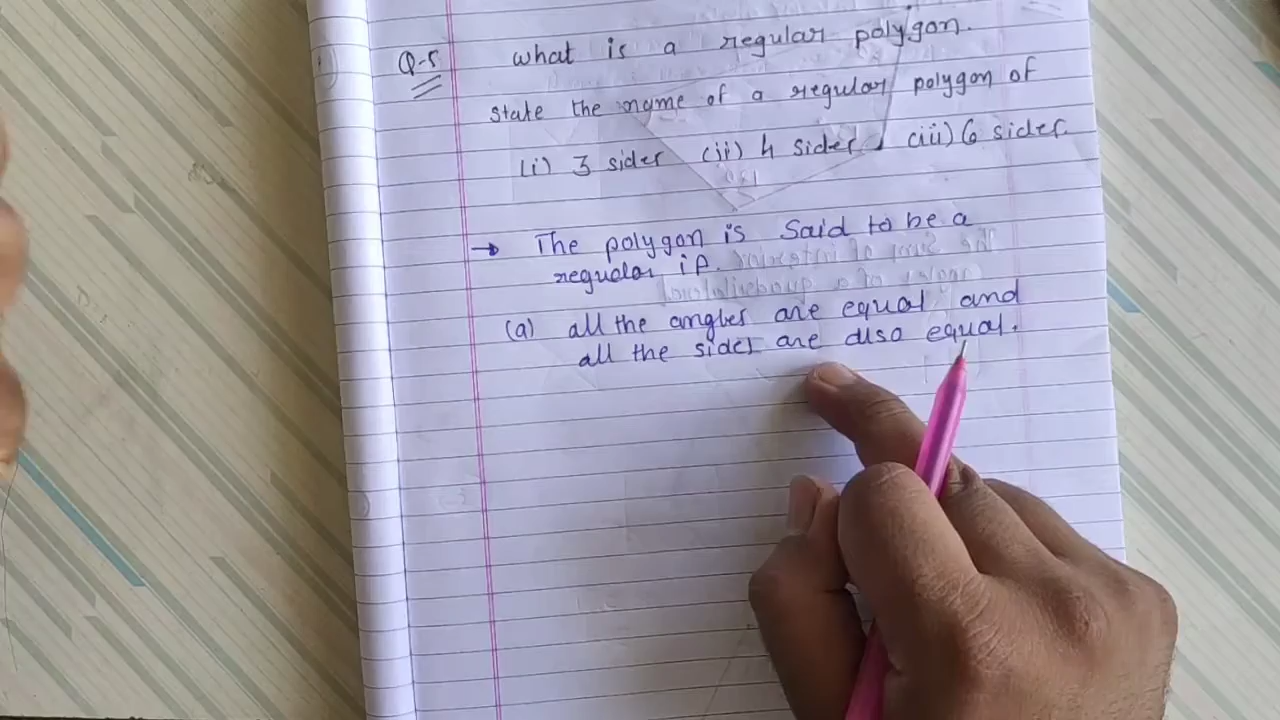 Q-5 what is a regular polygon.
state the name of a regular polygon of
(i) 3 sides (ii) 4 sides (iii) 6 sides.
→ The polygon is said to be a
regular if.
(a) all the angles are equal and
all the sides are also equal.